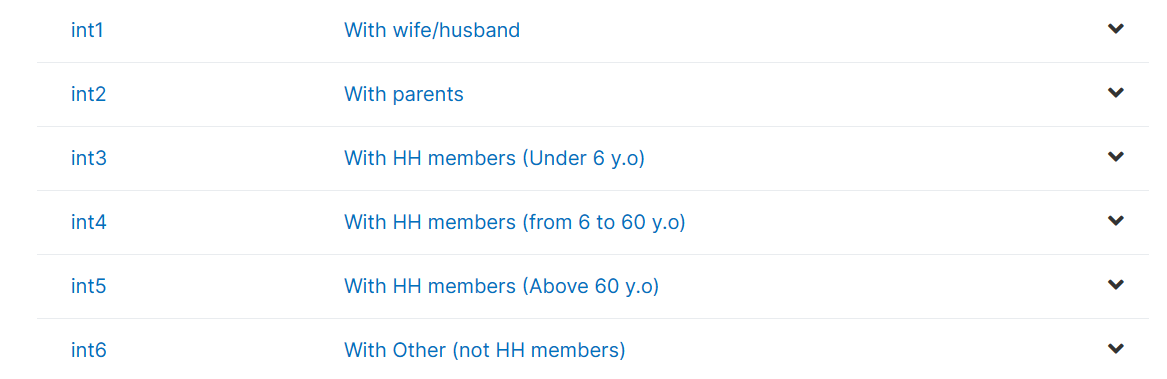 int1 With wife/husband
int2 With parents
int3 With HH members (Under 6 y.o)
int4 With HH members (from 6 to 60 y.o)
int5 With HH members (Above 60 y.o)
int6 With Other (not HH members)